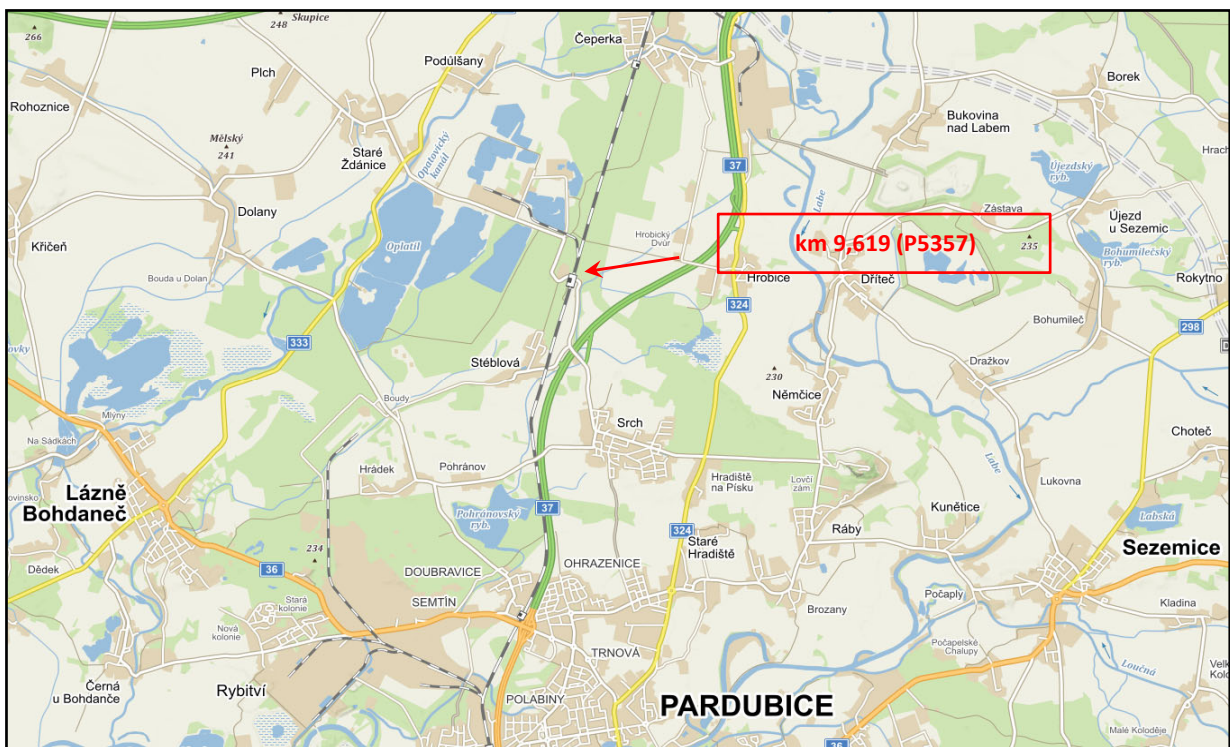 Skupice
248
266
Čeperka
Plch
Podůlšany
Rohoznice
Borek
Bukovina
nad Labem
Mělský
241
Opatovický
kanál
Staré
Ždánice
37
Labe
Újezdský
ryb.
Hrach
Dolany
Zástava
Újezd
u Sezemic
Křičeň
Oplatil
Hrobický
Dvůr
km 9,619 (P5357)
235
Bohumilečský
ryb.
Bouda u Dolan
Hrobice
Dříteč
Rokytno
324
Bohumileč
298
333
ovky
Stéblová
Dražkov
230
Boudy
Němčice
Mlýny
Na Sádkách
Srch
Choteč
Labe
Hrádek
Pohránov
Hradiště
na Písku
Lovčí
zám.
Lukovna
Lázně
Bohdaneč
ovinsko
Pohránovský
ryb.
37
Kunětice
Labská
324
Ráby
234
Staré
Hradiště
Sezemice
Dědek
36
DOUBRAVICE
OHRAZENICE
Počaply
Stará
kolonie
SEMTÍN
Brozany
Kladina
Nová
kolonie
Počapelské
Chalupy
TRNOVÁ
Loučná
Velk
Kolo
Černá
u Bohdanče
Rybitví
POLABINY
PARDUBICE
Malé Koloděje
36